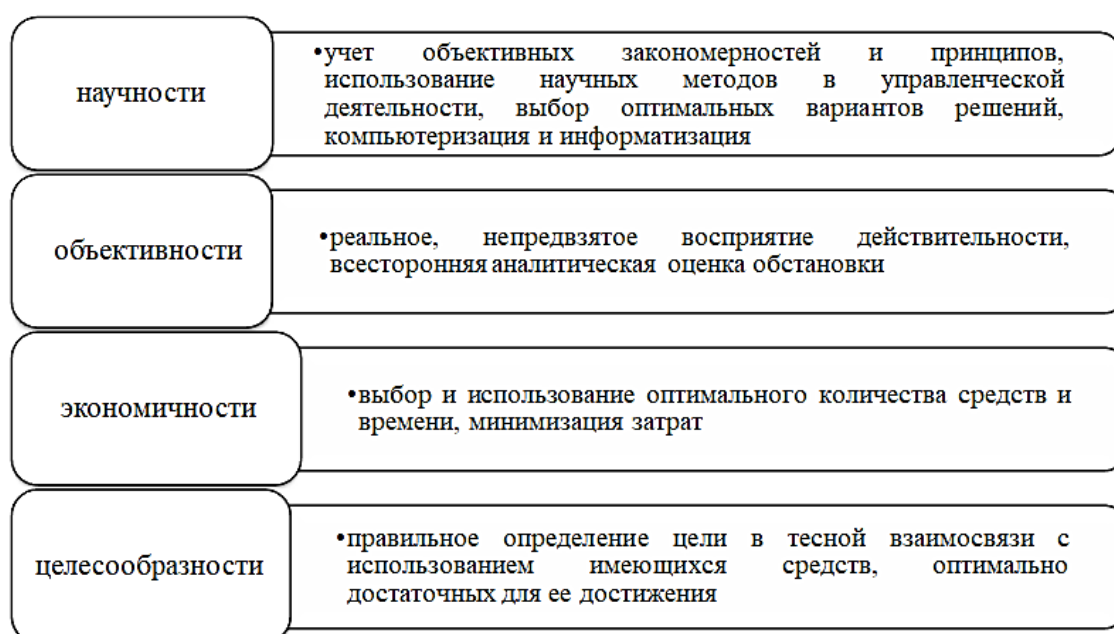 научности
•учет объективных закономерностей и принципов,
использование научных методов в управленческой
деятельности, выбор оптимальных вариантов решений,
компьютеризация и информатизация
объективности
•реальное, непредвзятое восприятие действительности,
всесторонняя аналитическая оценка обстановки
экономичности
•выбор и использование оптимального количества средств и
времени, минимизация затрат
целесообразности
•правильное определение цели в тесной взаимосвязи с
использованием имеющихся средств, оптимально
достаточных для ее достижения